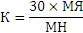 К = 30 × МЯ / МН